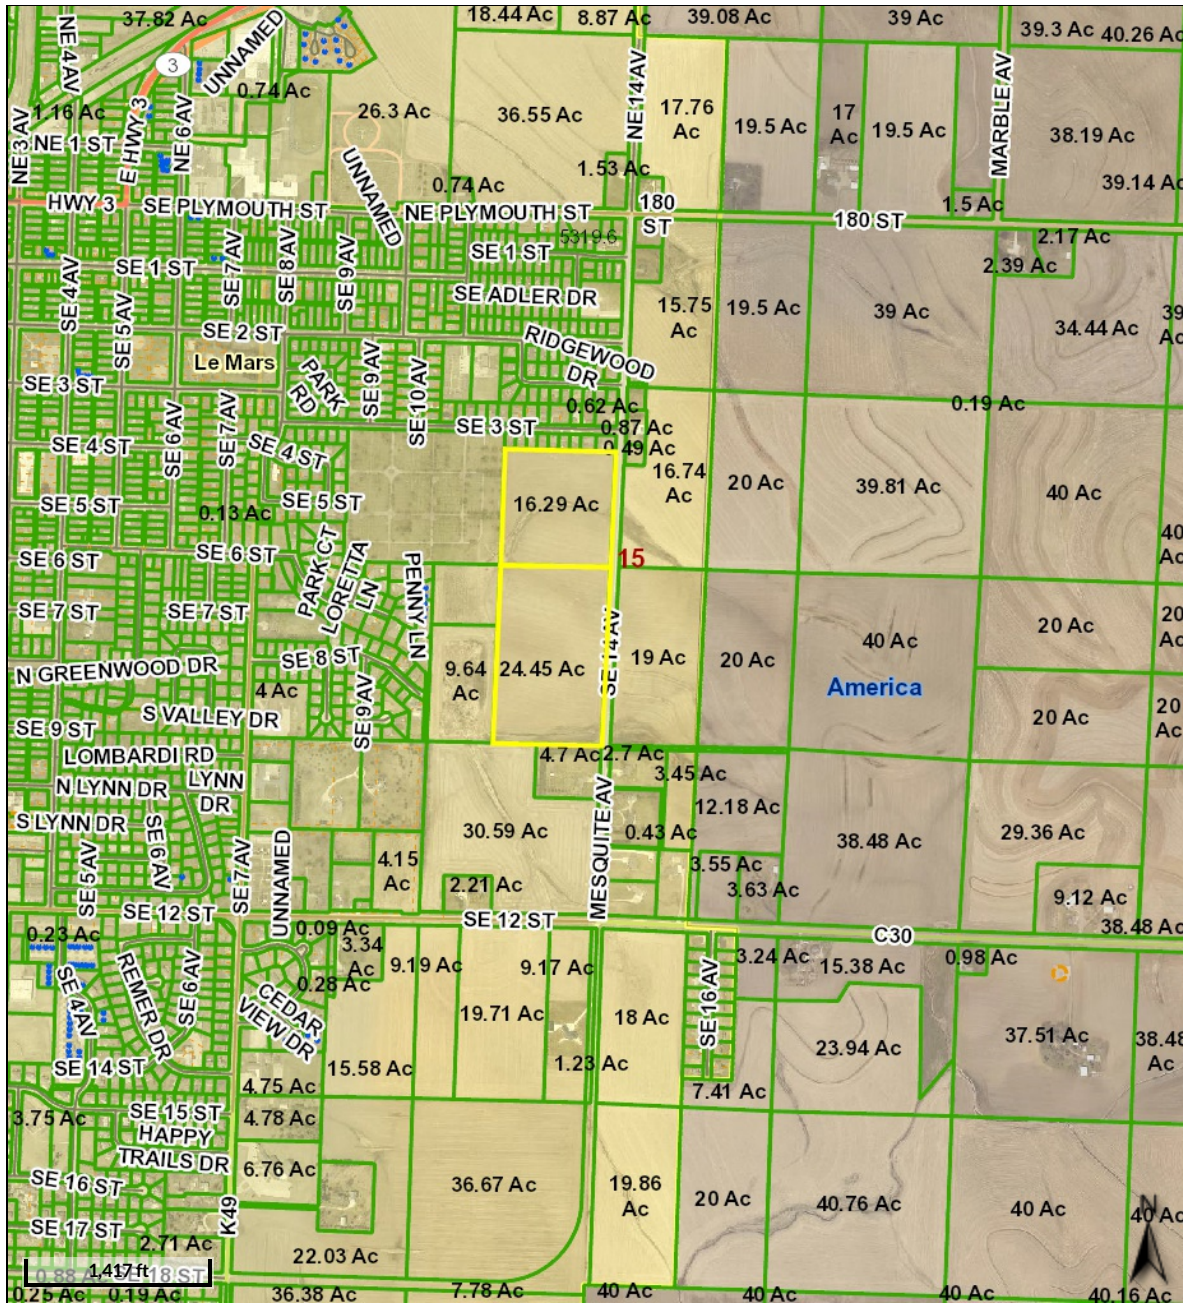 37.82 Ac
18.44 Ac
8.87 Ac
39.08 Ac
39 Ac
39.3 Ac
40.26 Ac
NE 4 AV
UNNAMED
3
0.74 Ac
1.16 Ac
26.3 Ac
36.55 Ac
NE 14 AV
17.76
Ac
19.5 Ac
17
Ac
19.5 Ac
MARBLE AV
38.19 Ac
NE 3 AV
NE 1 ST
E HWY 3
NE 6 AV
UNNAMED
0.74 Ac
1.53 Ac
39.14 Ac
HWY 3
SE PLYMOUTH ST
NE PLYMOUTH ST
180
ST
180 ST
1.5 Ac
5319.6
SE 1 ST
SE 1 ST
SE 4 AV
SE 5 AV
SE 7 AV
SE 8 AV
SE 9 AV
SE ADLER DR
2.17 Ac
2.39 Ac
15.75
Ac
19.5 Ac
39 Ac
34.44 Ac
39
Ac
SE 2 ST
Le Mars
RIDGEWOOD
DR
SE 3 ST
PARK
RD
SE 9 AV
SE 10 AV
0.62 Ac
0.19 Ac
SE 3 ST
0.87 Ac
0.49 Ac
SE 4 ST
SE 6 AV
SE 7 AV
SE 4 ST
16.74
Ac
20 Ac
39.81 Ac
40 Ac
SE 5 ST
0.13 Ac
SE 5 ST
16.29 Ac
40
Ac
SE 6 ST
SE 6 ST
PARK CT
LORETTA
LN
PENNY LN
15
SE 7 ST
SE 7 ST
SE 14 AV
20 Ac
20
Ac
40 Ac
N GREENWOOD DR
SE 8 ST
9.64
Ac
24.45 Ac
19 Ac
20 Ac
America
4 Ac
S VALLEY DR
SE 9 AV
20 Ac
20
Ac
SE 9 ST
LOMBARDI RD
4.7 Ac
2.7 Ac
3.45 Ac
N LYNN DR
LYNN
DR
MESQUITE AV
12.18 Ac
S LYNN DR
SE 6 AV
30.59 Ac
0.43 Ac
38.48 Ac
29.36 Ac
SE 5 AV
SE 7 AV
UNNAMED
4.15
Ac
2.21 Ac
3.55 Ac
3.63 Ac
9.12 Ac
SE 12 ST
SE 12 ST
C30
38.48 Ac
0.23 Ac
0.09 Ac
3.34
Ac
9.19 Ac
9.17 Ac
3.24 Ac
15.38 Ac
0.98 Ac
SE 4 AV
REMER DR
SE 6 AV
0.28 Ac
CEDAR
VIEW DR
19.71 Ac
18 Ac
SE 16 AV
23.94 Ac
37.51 Ac
38.48
Ac
SE 14 ST
15.58 Ac
1.23 Ac
4.75 Ac
7.41 Ac
3.75 Ac
SE 15 ST
4.78 Ac
HAPPY
TRAILS DR
SE 16 ST
6.76 Ac
36.67 Ac
19.86
Ac
20 Ac
40.76 Ac
40 Ac
40 Ac
N
SE 17 ST
K49
2.71 Ac
22.03 Ac
1,417 ft
0.88 Ac
SE 18 ST
0.25 Ac
0.19 Ac
36.38 Ac
7.78 Ac
40 Ac
40 Ac
40.16 Ac